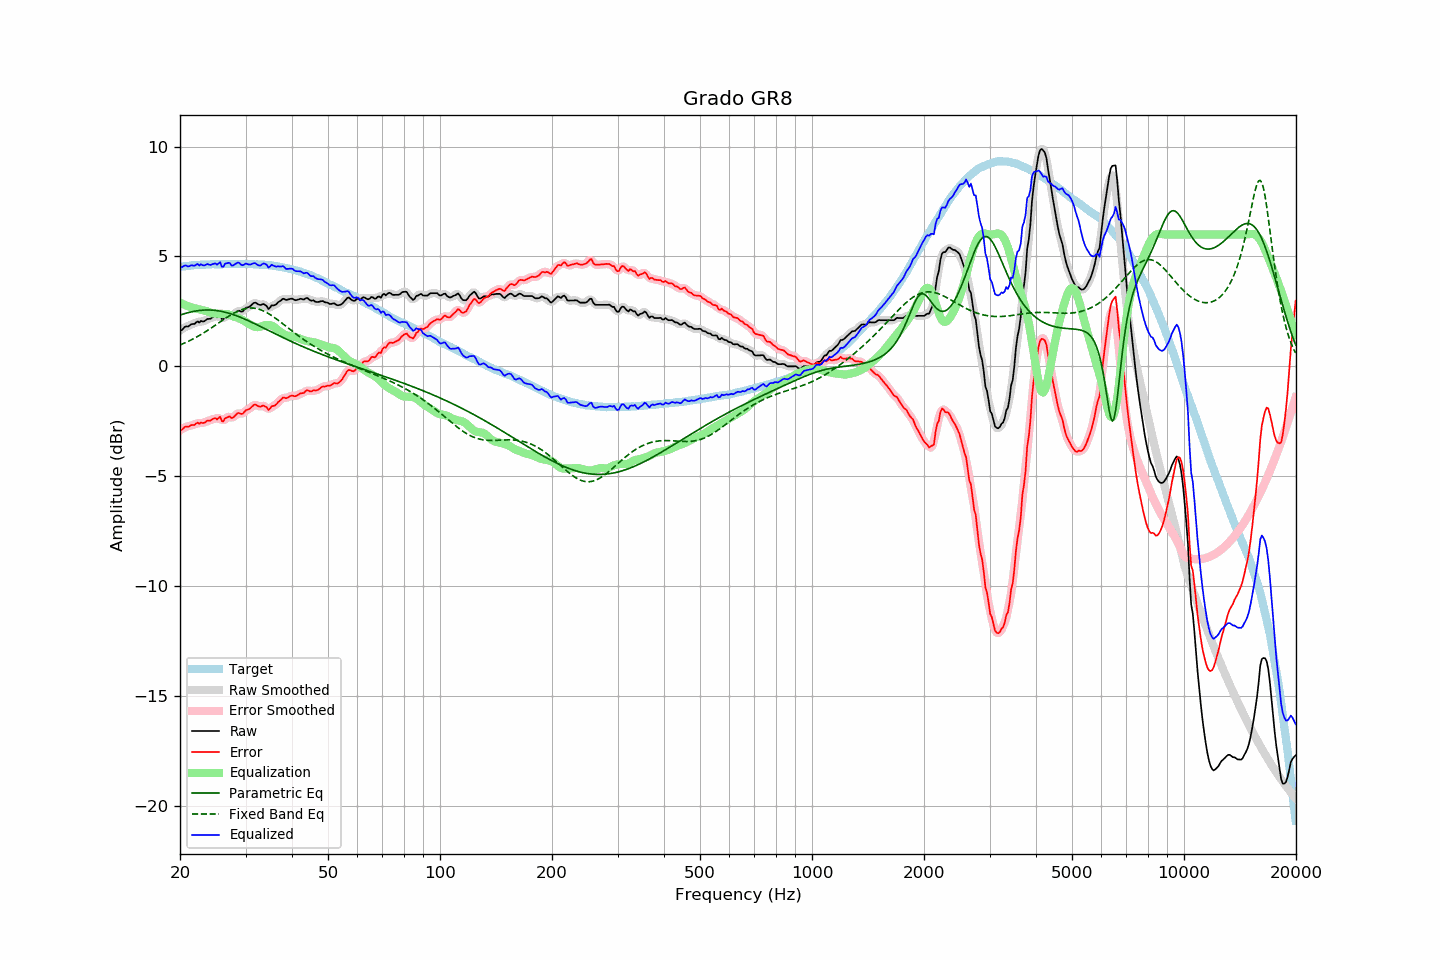 Grado GR8
Amplitude (dBr)
10
5
0
−5
−10
−15
−20
Target
Raw Smoothed
Error Smoothed
Raw
Error
Equalization
Parametric Eq
Fixed Band Eq
Equalized
20 50 100 200 500 1000 2000 5000 10000 20000
Frequency (Hz)